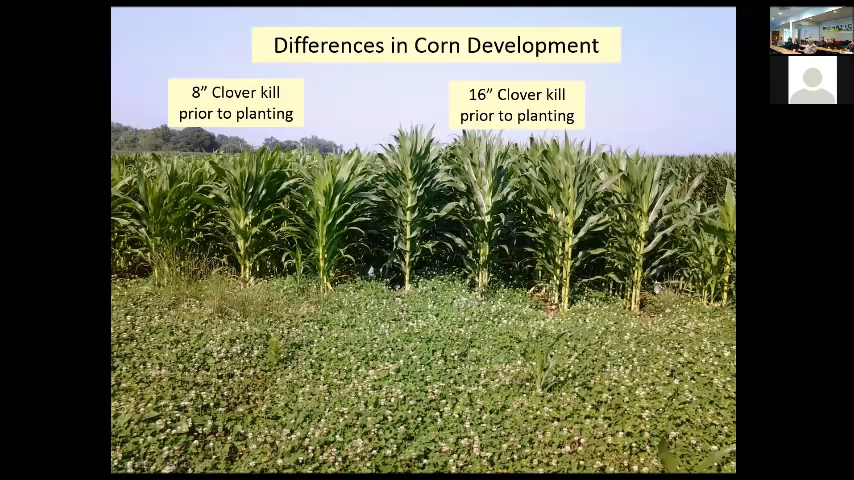 Differences in Corn Development
8” Clover kill
prior to planting
16” Clover kill
prior to planting